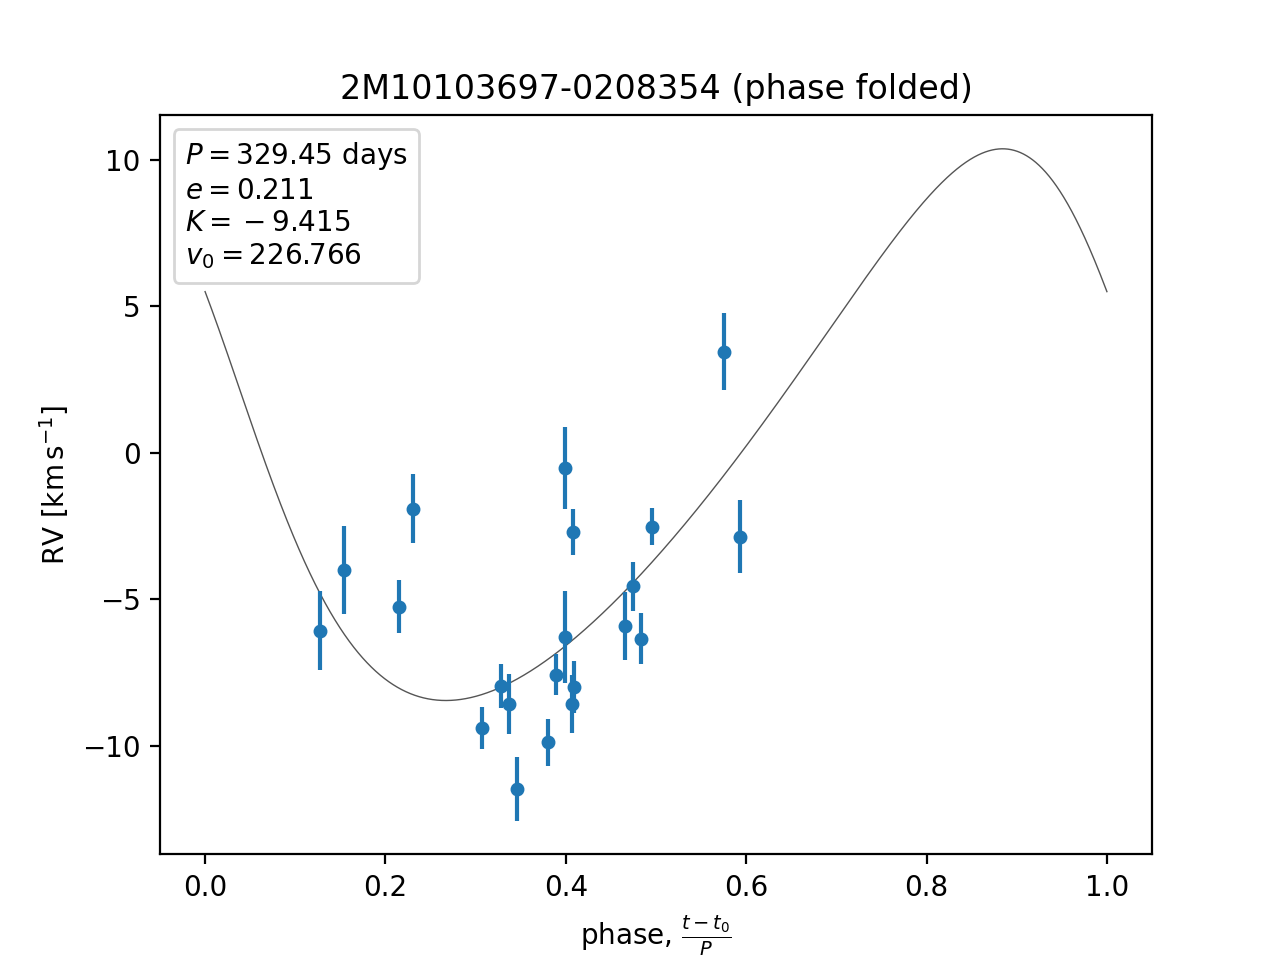 2M10103697-0208354 (phase folded)
P = 329.45 days
e = 0.211
K = −9.415
v₀ = 226.766
10
5
0
−5
−10
RV [km s⁻¹]
0.0 0.2 0.4 0.6 0.8 1.0
phase, (t − t₀)/P